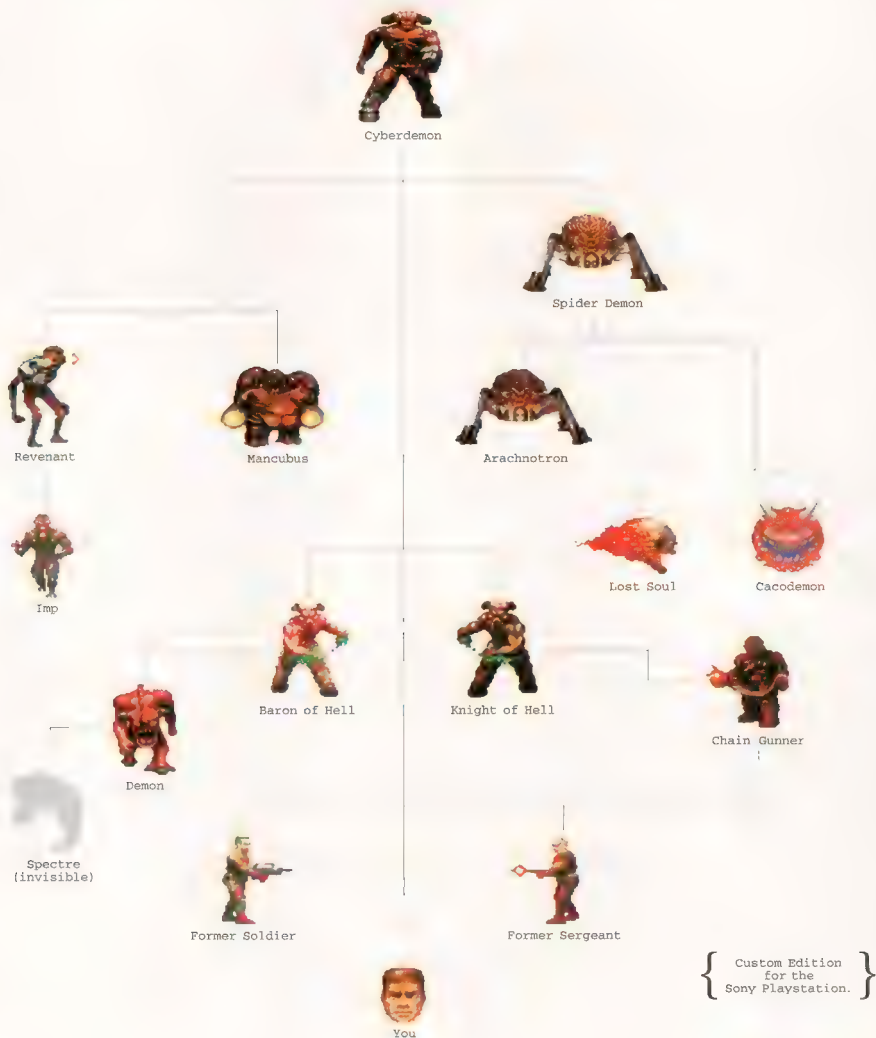 Cyberdemon
Spider Demon
Revenant
Mancubus
Arachnotron
Imp
Lost Soul
Cacodemon
Baron of Hell
Knight of Hell
Chain Gunner
Demon
Spectre
(invisible)
Former Soldier
Former Sergeant
Custom Edition
for the
Sony Playstation.
You